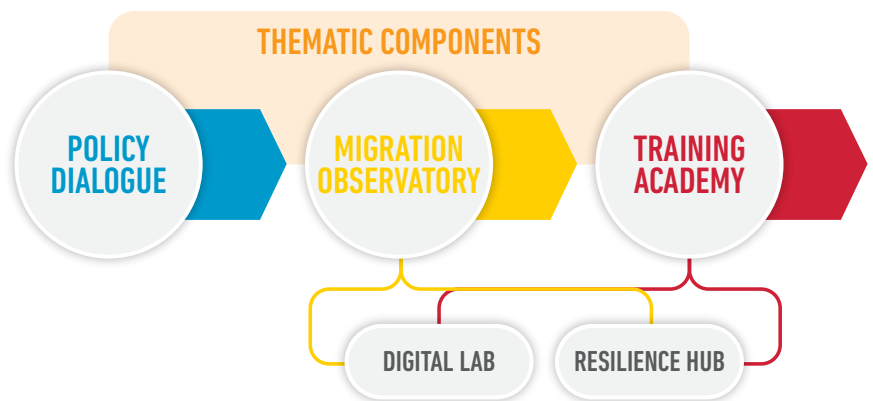 THEMATIC COMPONENTS
POLICY
DIALOGUE
MIGRATION
OBSERVATORY
TRAINING
ACADEMY
DIGITAL LAB
RESILIENCE HUB